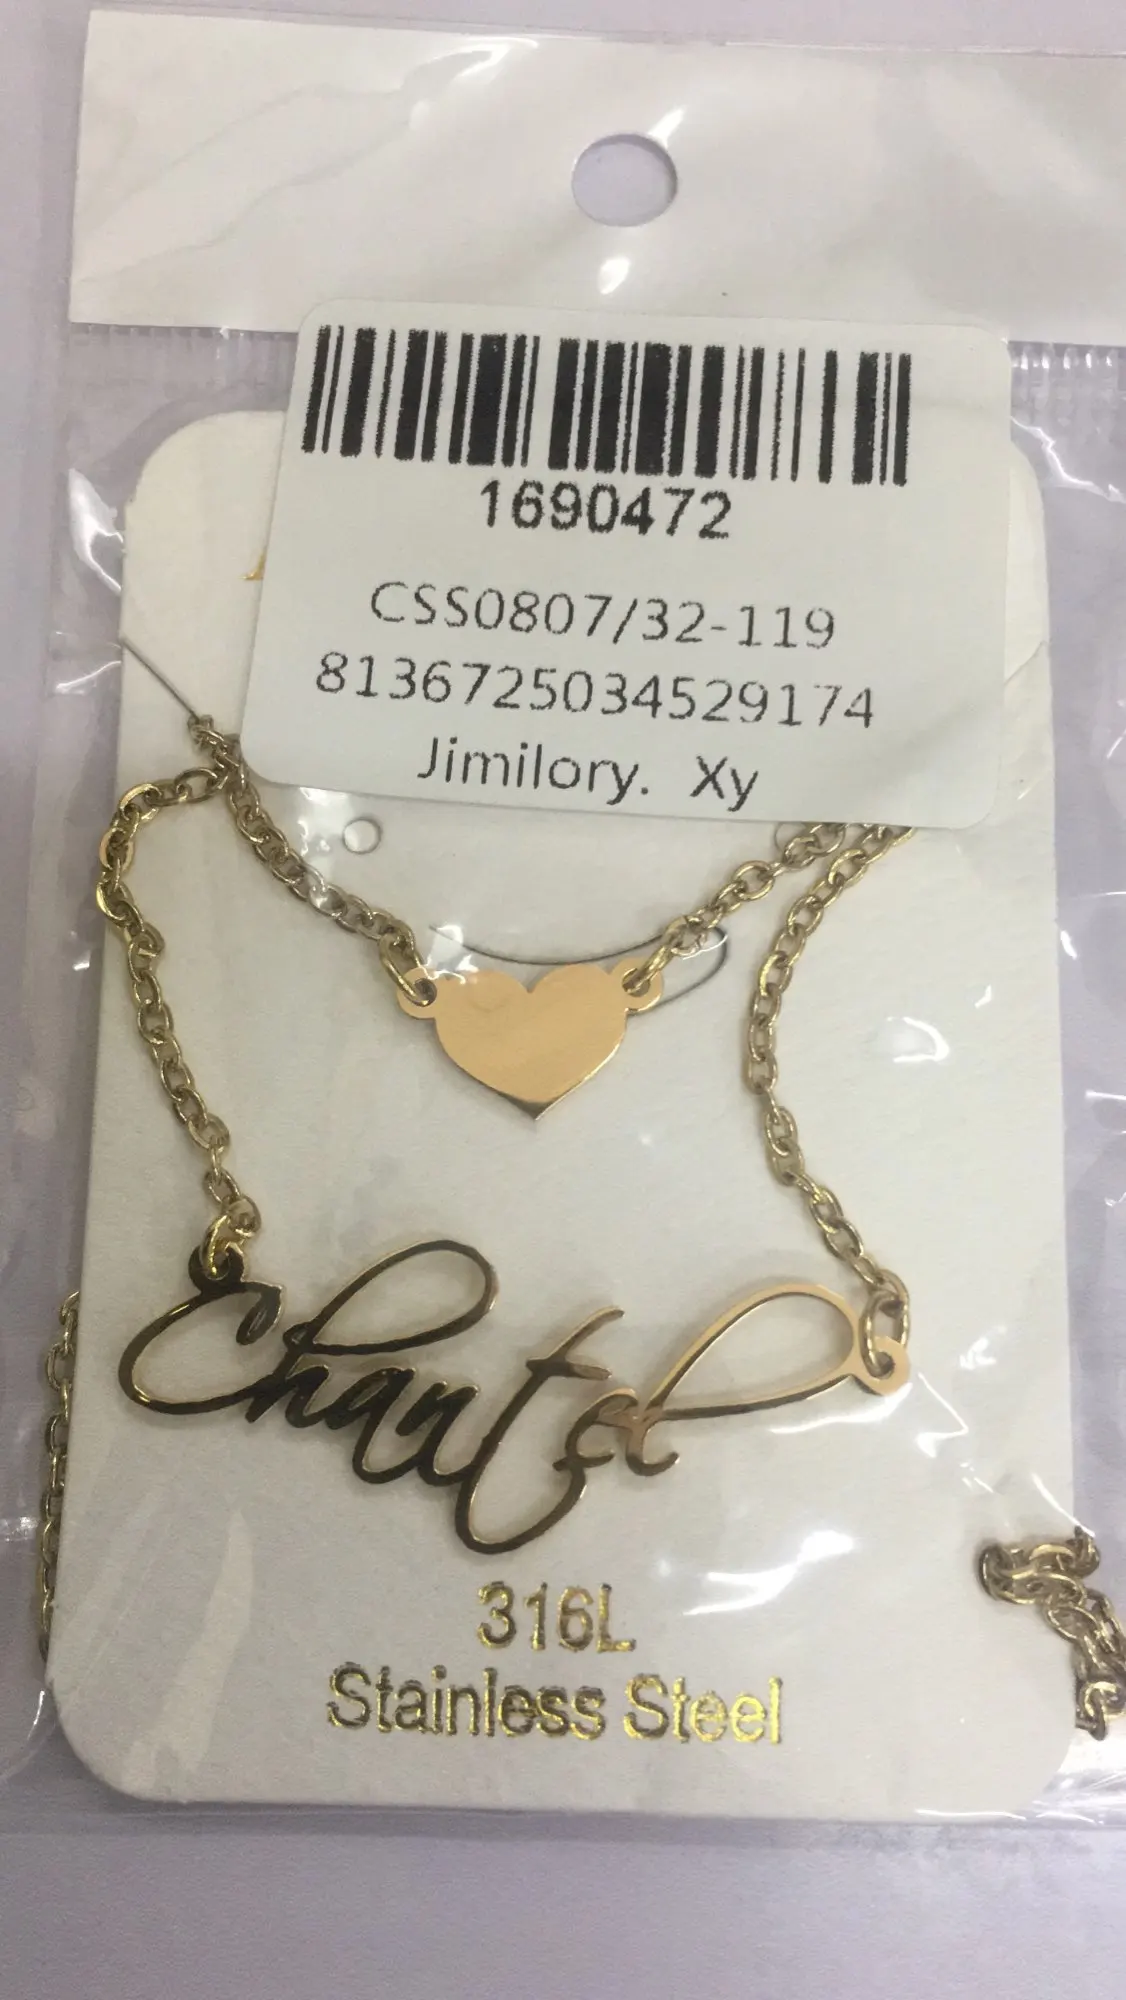 1690472
CSS0807/32-119
8136725034529174
Jimilory. Xy
Chantel
316L
Stainless Steel